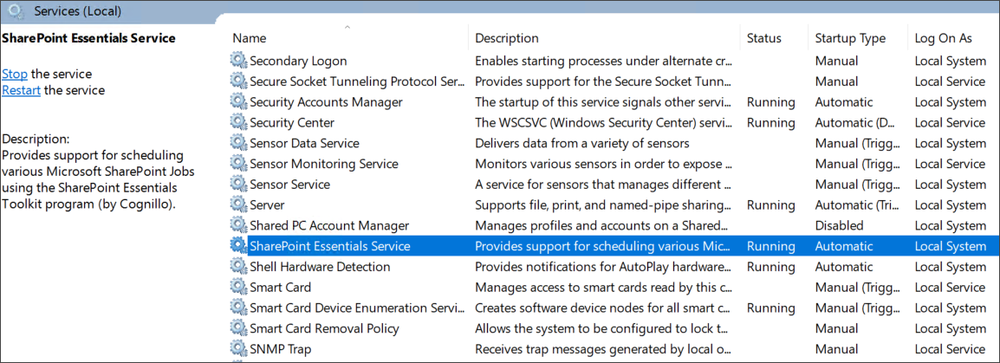 Services (Local)
SharePoint Essentials Service
Stop the service
Restart the service
Description:
Provides support for scheduling
various Microsoft SharePoint Jobs
using the SharePoint Essentials
Toolkit program (by Cognillo).
Name Description Status Startup Type Log On As
Secondary Logon Enables starting processes under alternate cr... Manual Local System
Secure Socket Tunneling Protocol Ser... Provides support for the Secure Socket Tunn... Manual Local Service
Security Accounts Manager The startup of this service signals other servi... Running Automatic Local System
Security Center The WSCSVC (Windows Security Center) servi... Running Automatic (D... Local Service
Sensor Data Service Delivers data from a variety of sensors Manual (Trigg... Local System
Sensor Monitoring Service Monitors various sensors in order to expose ... Manual (Trigg... Local Service
Sensor Service A service for sensors that manages different ... Manual (Trigg... Local System
Server Supports file, print, and named-pipe sharing... Running Automatic (Tri... Local System
Shared PC Account Manager Manages profiles and accounts on a Shared... Disabled Local System
SharePoint Essentials Service Provides support for scheduling various Mic... Running Automatic Local System
Shell Hardware Detection Provides notifications for AutoPlay hardware... Running Automatic Local System
Smart Card Manages access to smart cards read by this c... Manual (Trigg... Local Service
Smart Card Device Enumeration Servi... Creates software device nodes for all smart c... Running Manual (Trigg... Local System
Smart Card Removal Policy Allows the system to be configured to lock t... Manual Local System
SNMP Trap Receives trap messages generated by local o... Manual Local Service